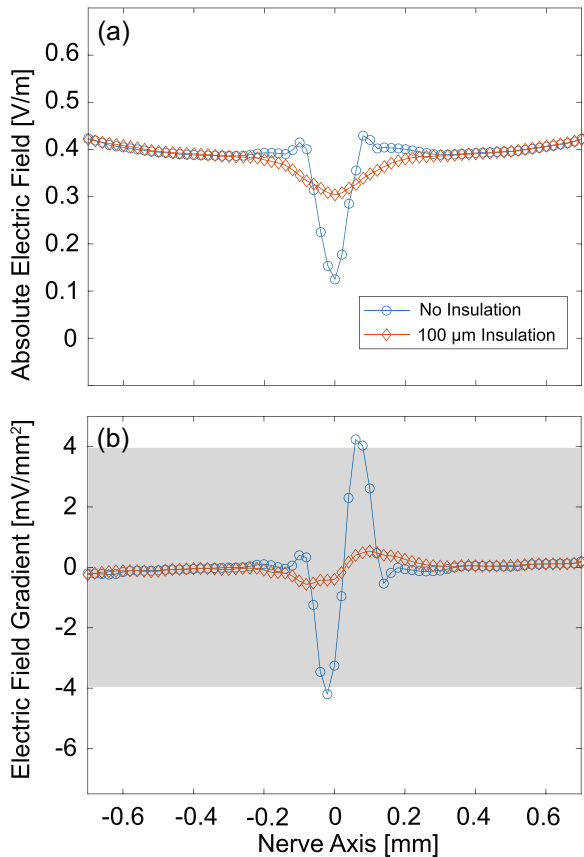 (a)
Absolute Electric Field [V/m]
0.6
0.5
0.4
0.3
0.2
0.1
0
No Insulation
100 µm Insulation
(b)
Electric Field Gradient [mV/mm²]
4
2
0
-2
-4
-6
-0.6 -0.4 -0.2 0 0.2 0.4 0.6
Nerve Axis [mm]